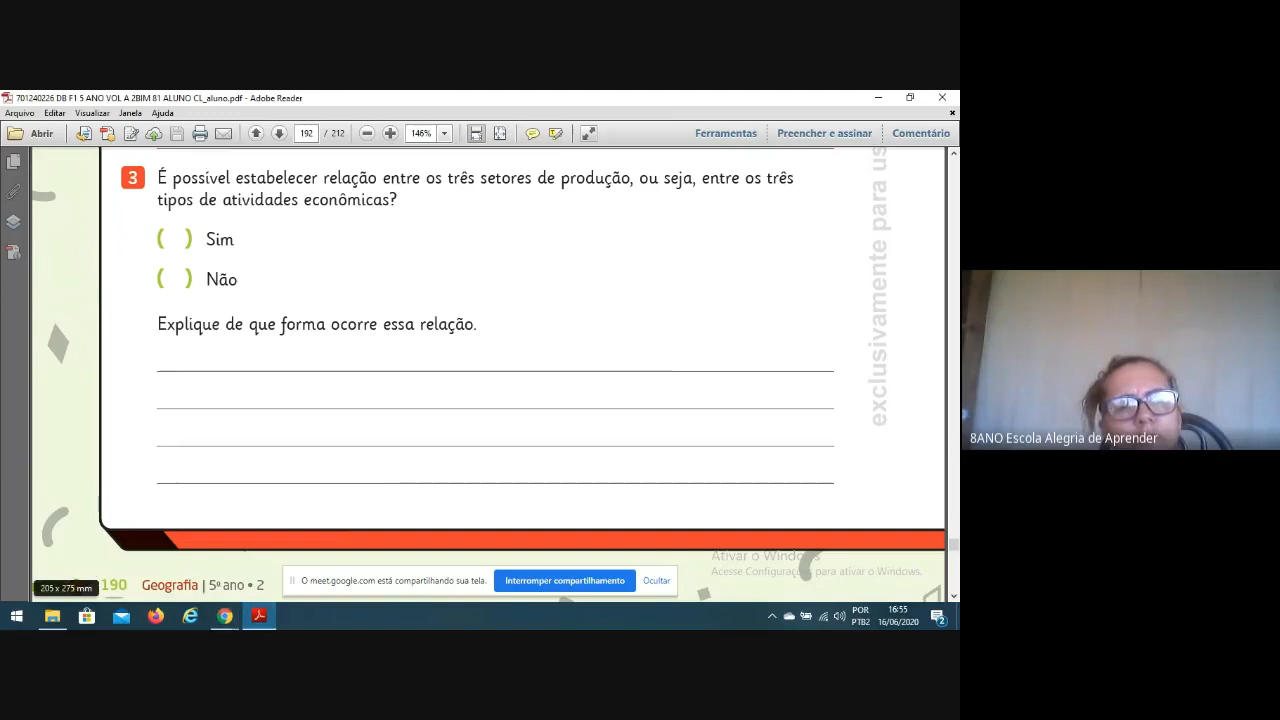 701240226 DB F1 5 ANO VOL A 2BIM 81 ALUNO CL_aluno.pdf - Adobe Reader
Arquivo Editar Visualizar Janela Ajuda
Abrir 192 / 212 146% Ferramentas Preencher e assinar Comentário
3 É possível estabelecer relação entre os três setores de produção, ou seja, entre os três
tipos de atividades econômicas?
( ) Sim
( ) Não
Explique de que forma ocorre essa relação.
exclusivamente para us
8ANO Escola Alegria de Aprender
Ativar o Windows
Acesse Configurações para ativar o Windows.
205 x 275 mm
190 Geografia | 5º ano • 2
O meet.google.com está compartilhando sua tela. Interromper compartilhamento Ocultar
POR 16:55
PTB2 16/06/2020 2